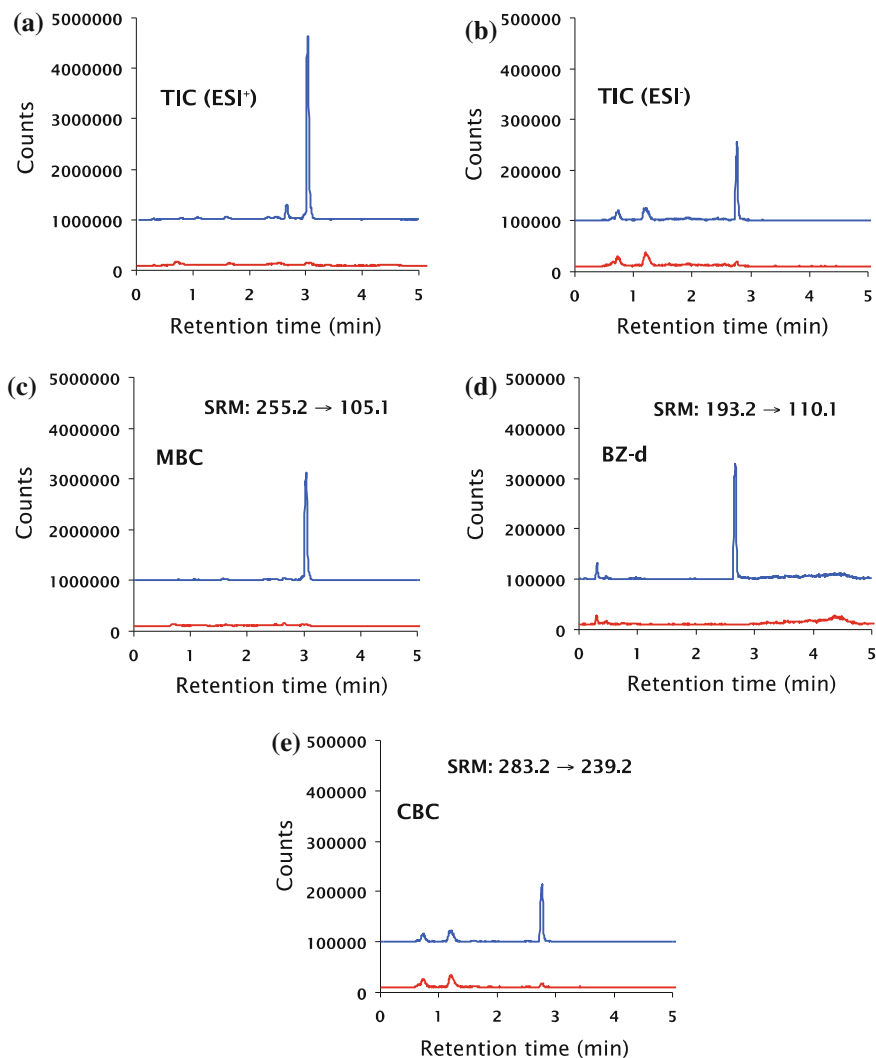 (a)
5000000
4000000
3000000
2000000
1000000
0
Counts
TIC (ESI⁺)
0 1 2 3 4 5
Retention time (min)
(b)
500000
400000
300000
200000
100000
0
Counts
TIC (ESI⁻)
0 1 2 3 4 5
Retention time (min)
(c)
5000000
4000000
3000000
2000000
1000000
0
Counts
SRM: 255.2 → 105.1
MBC
0 1 2 3 4 5
Retention time (min)
(d)
500000
400000
300000
200000
100000
0
Counts
SRM: 193.2 → 110.1
BZ-d
0 1 2 3 4 5
Retention time (min)
(e)
500000
400000
300000
200000
100000
0
Counts
SRM: 283.2 → 239.2
CBC
0 1 2 3 4 5
Retention time (min)